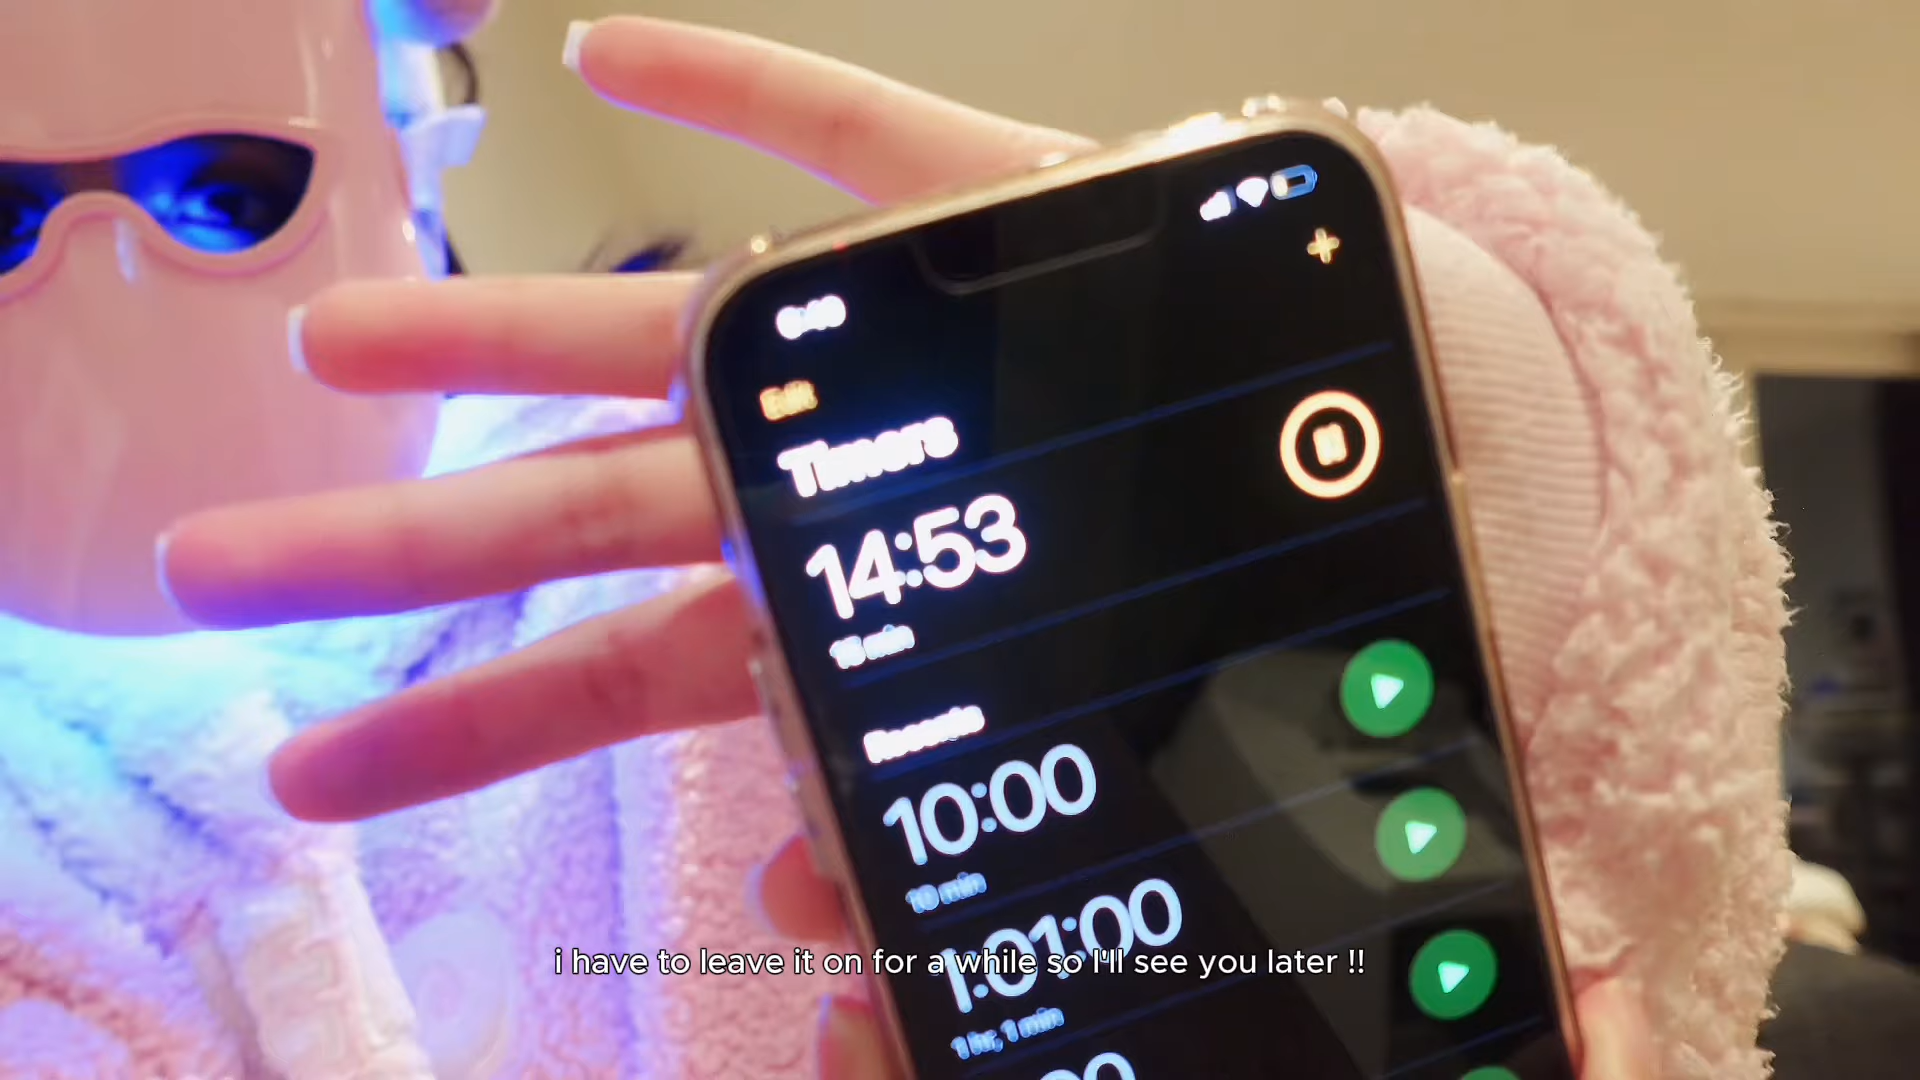 Edit
Timers
14:53
15 min
Recents
10:00
10 min
1:01:00
1 hr, 1 min
i have to leave it on for a while so I'll see you later !!